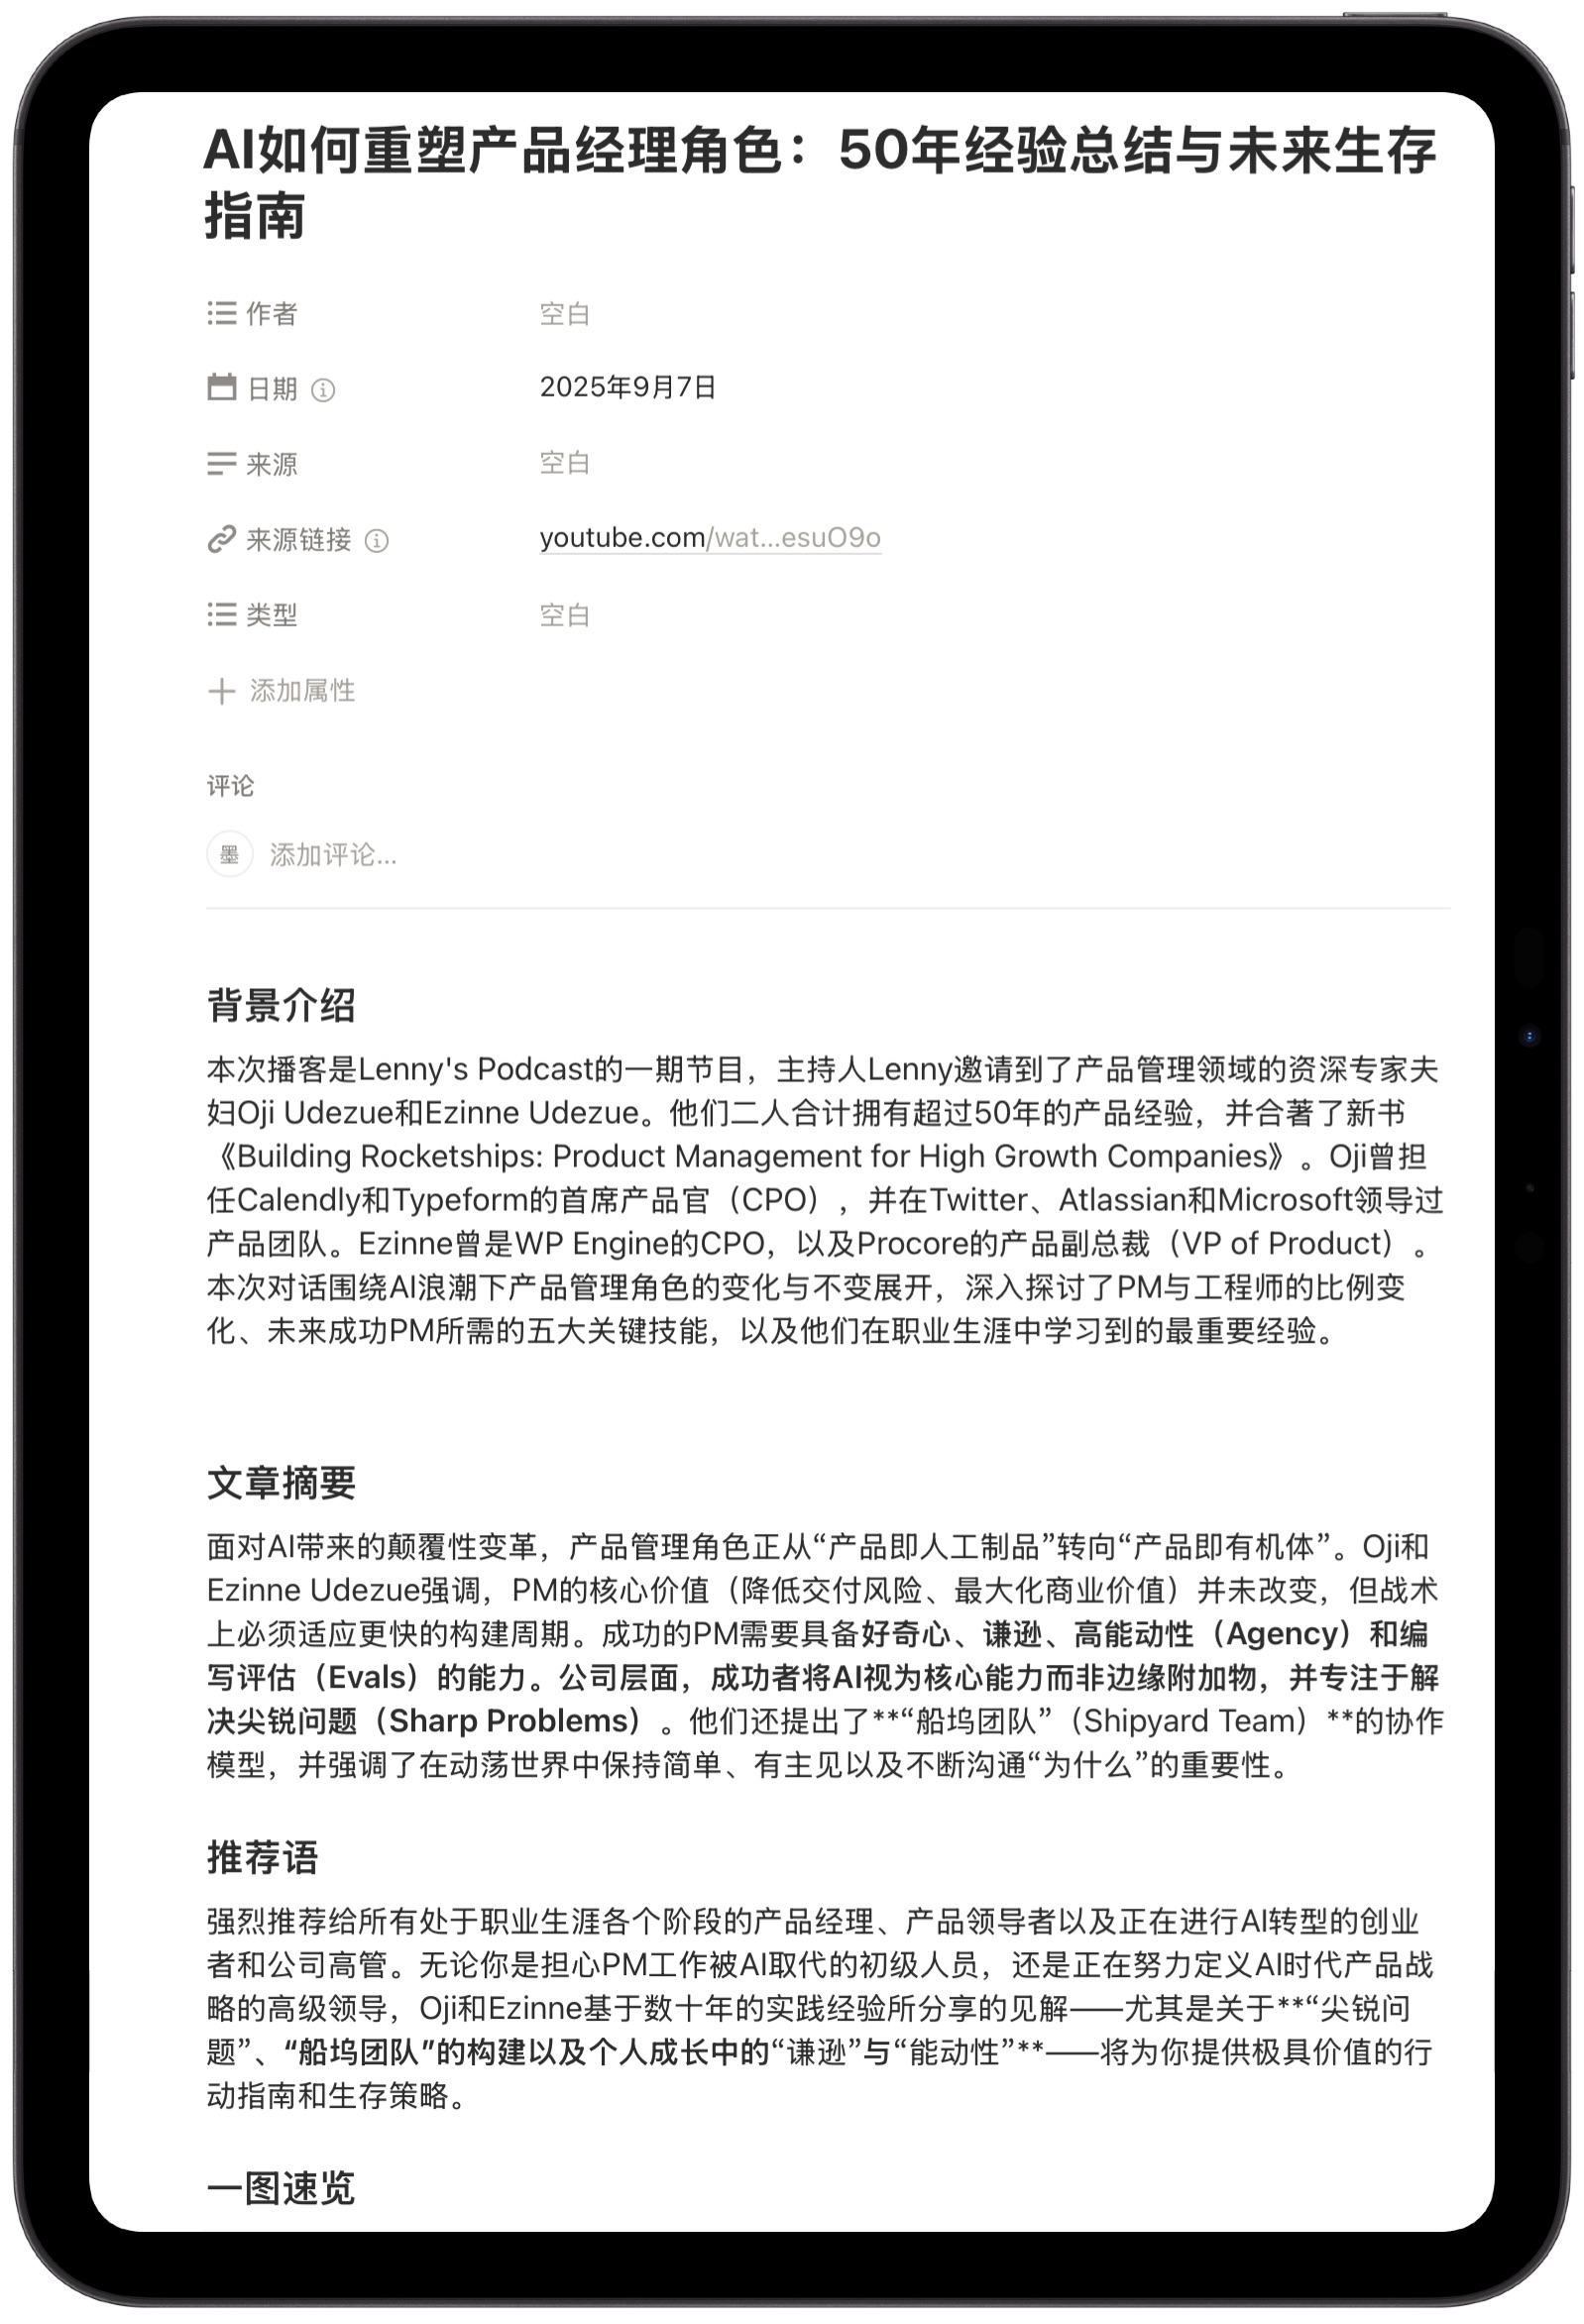 AI如何重塑产品经理角色：50年经验总结与未来生存
指南
作者 空白
日期 2025年9月7日
来源 空白
来源链接 youtube.com/wat...esuO9o
类型 空白
添加属性
评论
墨 添加评论...
背景介绍
本次播客是Lenny's Podcast的一期节目，主持人Lenny邀请到了产品管理领域的资深专家夫
妇Oji Udezue和Ezinne Udezue。他们二人合计拥有超过50年的产品经验，并合著了新书
《Building Rocketships: Product Management for High Growth Companies》。Oji曾担
任Calendly和Typeform的首席产品官（CPO），并在Twitter、Atlassian和Microsoft领导过
产品团队。Ezinne曾是WP Engine的CPO，以及Procore的产品副总裁（VP of Product）。
本次对话围绕AI浪潮下产品管理角色的变化与不变展开，深入探讨了PM与工程师的比例变
化、未来成功PM所需的五大关键技能，以及他们在职业生涯中学习到的最重要经验。
文章摘要
面对AI带来的颠覆性变革，产品管理角色正从“产品即人工制品”转向“产品即有机体”。Oji和
Ezinne Udezue强调，PM的核心价值（降低交付风险、最大化商业价值）并未改变，但战术
上必须适应更快的构建周期。成功的PM需要具备好奇心、谦逊、高能动性（Agency）和编
写评估（Evals）的能力。公司层面，成功者将AI视为核心能力而非边缘附加物，并专注于解
决尖锐问题（Sharp Problems）。他们还提出了**“船坞团队”（Shipyard Team）**的协作
模型，并强调了在动荡世界中保持简单、有主见以及不断沟通“为什么”的重要性。
推荐语
强烈推荐给所有处于职业生涯各个阶段的产品经理、产品领导者以及正在进行AI转型的创业
者和公司高管。无论你是担心PM工作被AI取代的初级人员，还是正在努力定义AI时代产品战
略的高级领导，Oji和Ezinne基于数十年的实践经验所分享的见解——尤其是关于**“尖锐问
题”、“船坞团队”的构建以及个人成长中的“谦逊”与“能动性”**——将为你提供极具价值的行
动指南和生存策略。
一图速览